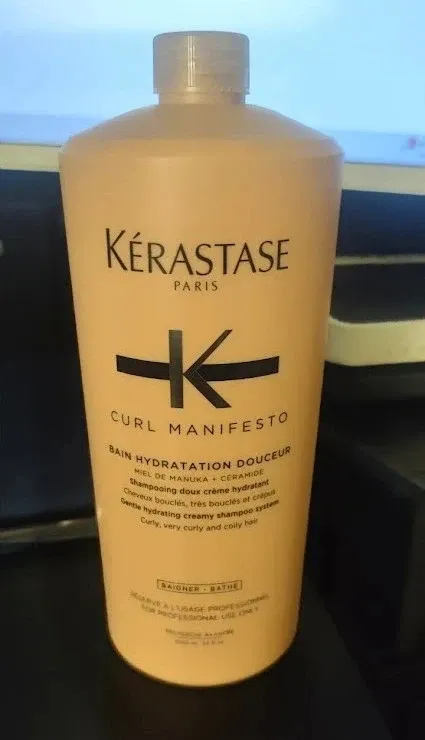 KÉRASTASE
PARIS
K
CURL MANIFESTO
BAIN HYDRATATION DOUCEUR
MIEL DE MANUKA + CÉRAMIDE
Shampooing doux crème hydratant
Cheveux bouclés, très bouclés et crépus
Gentle hydrating creamy shampoo system
Curly, very curly and coily hair
BAIGNER - BATHE
RÉSERVÉ À L'USAGE PROFESSIONNEL
FOR PROFESSIONAL USE ONLY